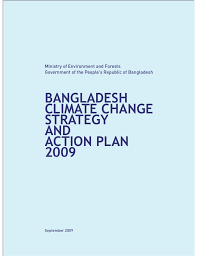 Ministry of Environment and Forests
Government of the People's Republic of Bangladesh
BANGLADESH
CLIMATE CHANGE
STRATEGY
AND
ACTION PLAN
2009
September 2009